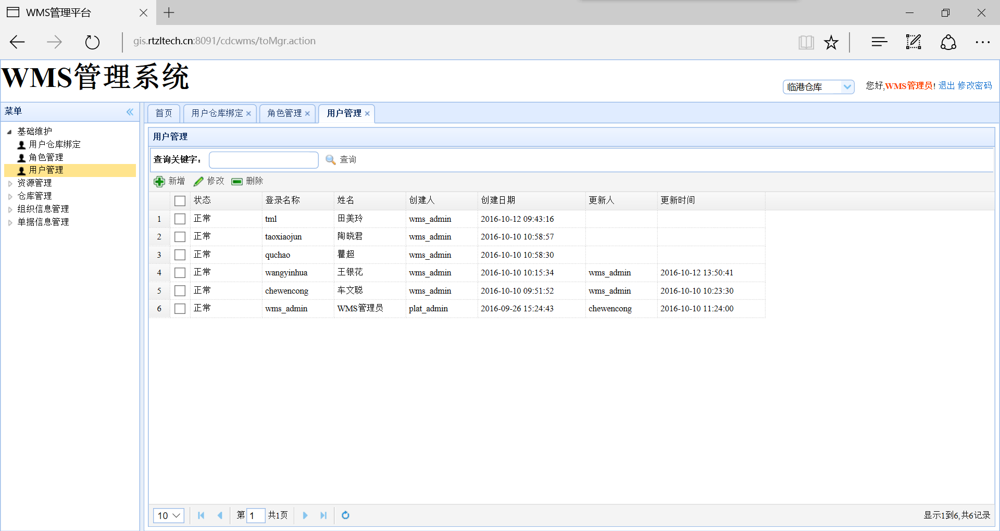 WMS管理平台
gis.rtzltech.cn:8091/cdcwms/toMgr.action
WMS管理系统
临港仓库 您好,WMS管理员! 退出 修改密码
菜单
基础维护
用户仓库绑定
角色管理
用户管理
资源管理
仓库管理
组织信息管理
单据信息管理
首页 用户仓库绑定 角色管理 用户管理
用户管理
查询关键字: 查询
新增 修改 删除
状态 登录名称 姓名 创建人 创建日期 更新人 更新时间
1 正常 tml 田美玲 wms_admin 2016-10-12 09:43:16
2 正常 taoxiaojun 陶晓君 wms_admin 2016-10-10 10:58:57
3 正常 quchao 瞿超 wms_admin 2016-10-10 10:58:30
4 正常 wangyinhua 王银花 wms_admin 2016-10-10 10:15:34 wms_admin 2016-10-12 13:50:41
5 正常 chewencong 车文聪 wms_admin 2016-10-10 09:51:52 wms_admin 2016-10-10 10:23:30
6 正常 wms_admin WMS管理员 plat_admin 2016-09-26 15:24:43 chewencong 2016-10-10 11:24:00
10 第 1 共1页 显示1到6,共6记录